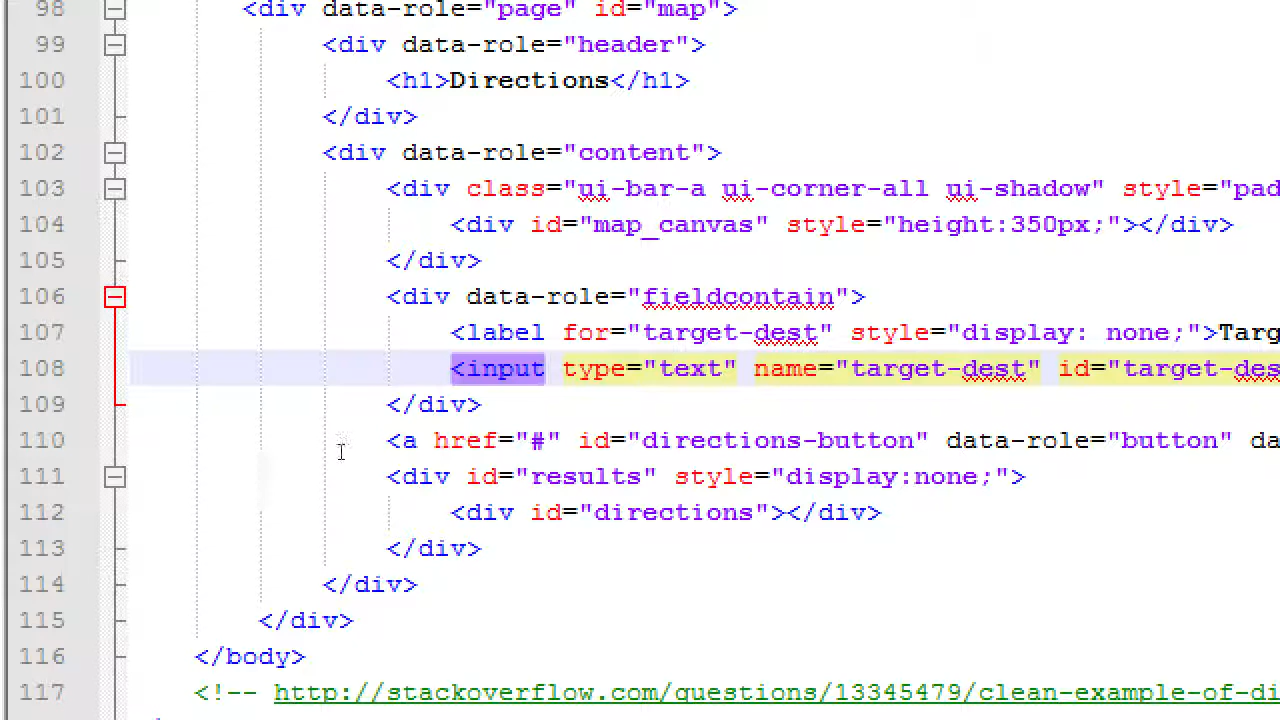 98 <div data-role="page" id="map">
99 <div data-role="header">
100 <h1>Directions</h1>
101 </div>
102 <div data-role="content">
103 <div class="ui-bar-a ui-corner-all ui-shadow" style="pad
104 <div id="map_canvas" style="height:350px;"></div>
105 </div>
106 <div data-role="fieldcontain">
107 <label for="target-dest" style="display: none;">Targ
108 <input type="text" name="target-dest" id="target-des
109 </div>
110 <a href="#" id="directions-button" data-role="button" da
111 <div id="results" style="display:none;">
112 <div id="directions"></div>
113 </div>
114 </div>
115 </div>
116 </body>
117 <!-- http://stackoverflow.com/questions/13345479/clean-example-of-di